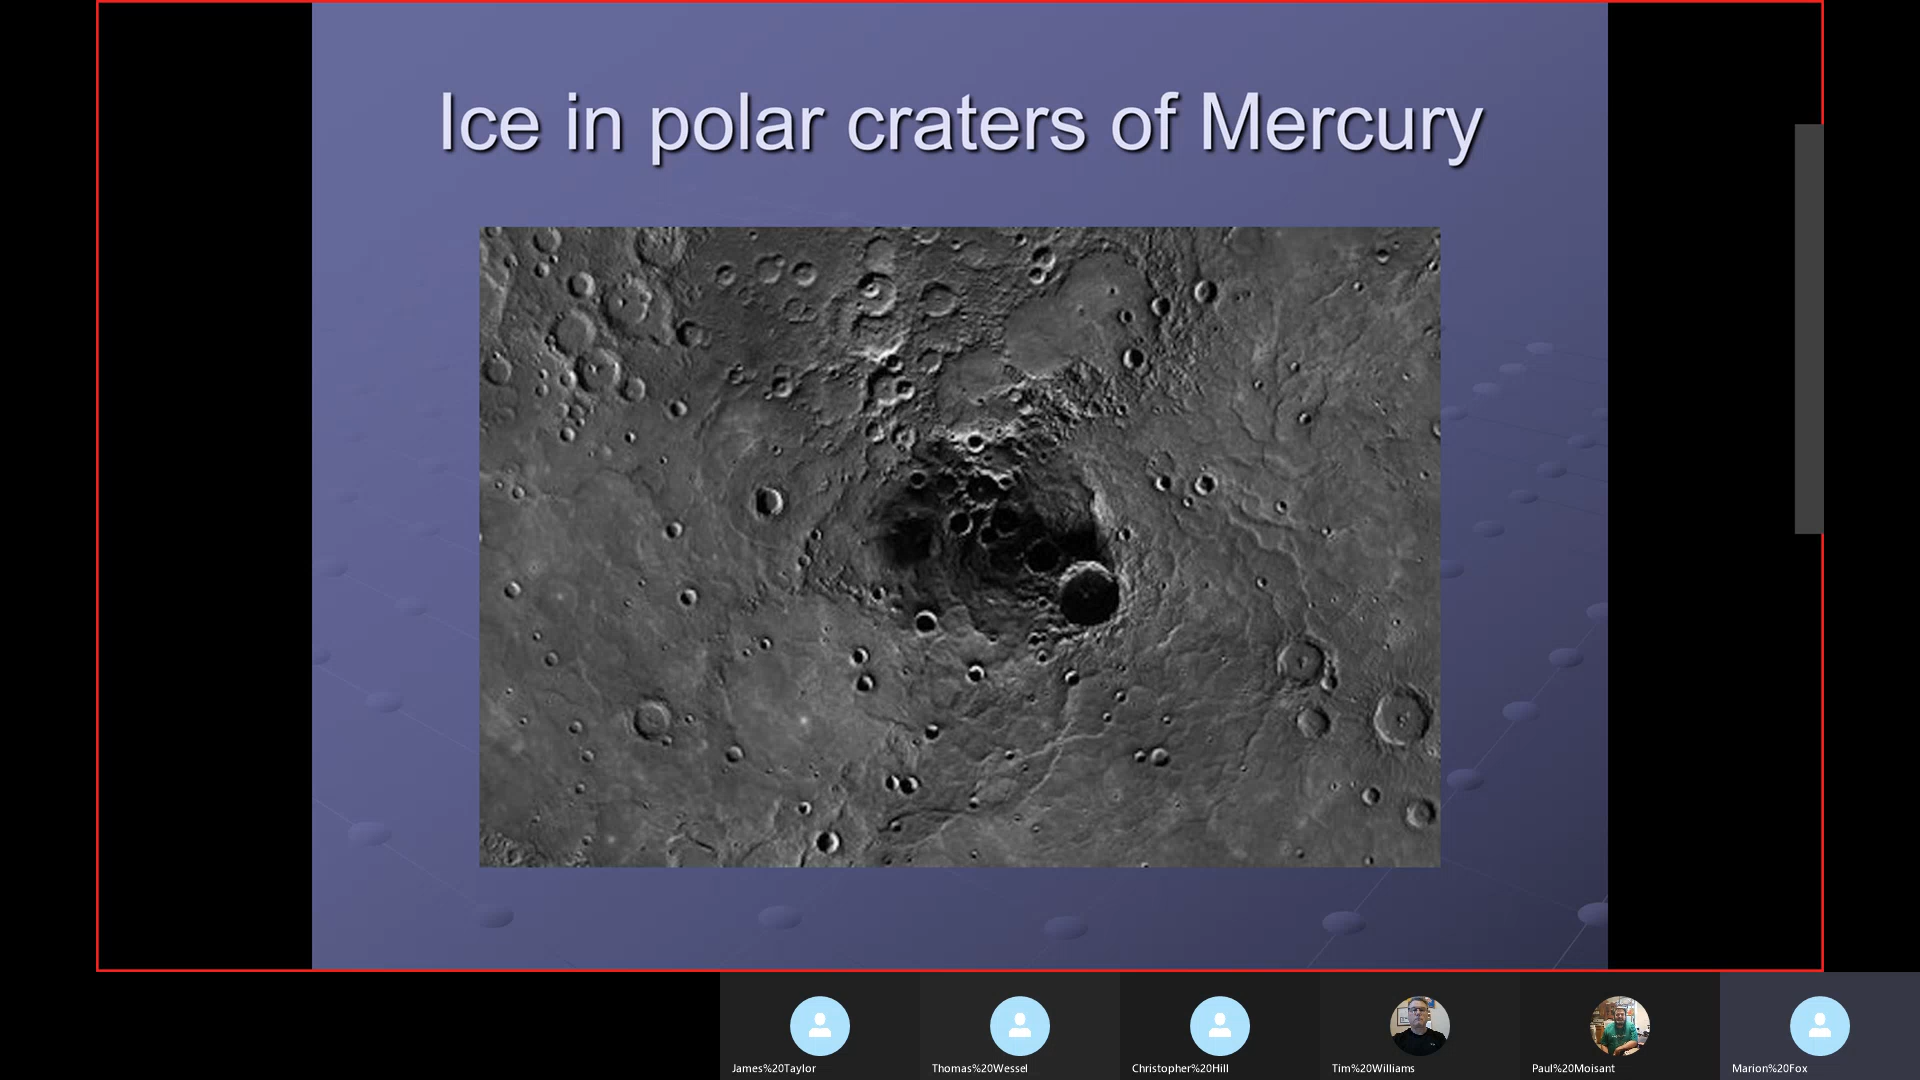 Ice in polar craters of Mercury
James%20Taylor
Thomas%20Wessel
Christopher%20Hill
Tim%20Williams
Paul%20Moisant
Marion%20Fox